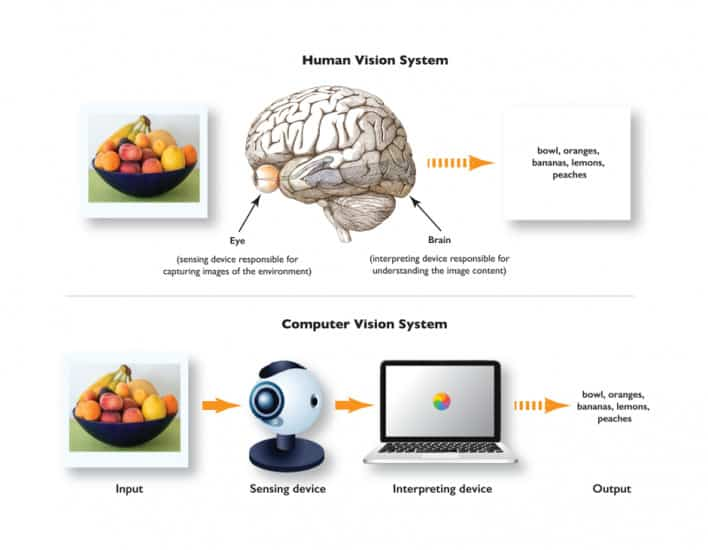 Human Vision System
bowl, oranges,
bananas, lemons,
peaches
Eye
(sensing device responsible for
capturing images of the environment)
Brain
(interpreting device responsible for
understanding the image content)
Computer Vision System
bowl, oranges,
bananas, lemons,
peaches
Input
Sensing device
Interpreting device
Output